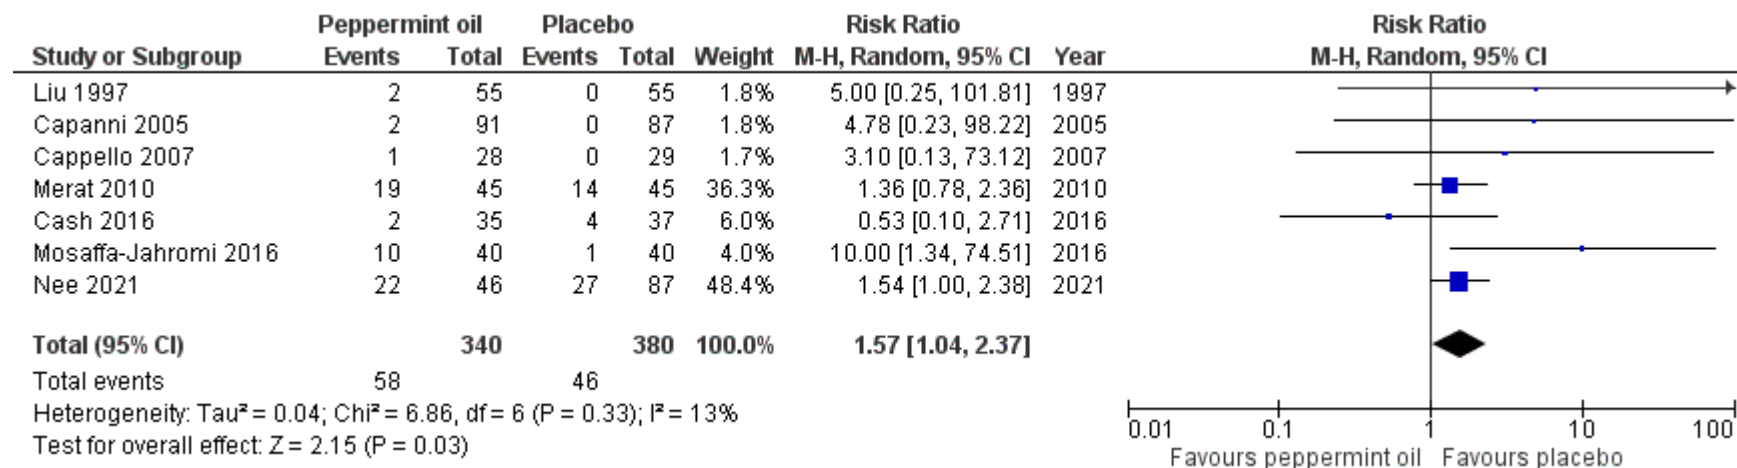 Peppermint oil Placebo Risk Ratio Risk Ratio
Study or Subgroup Events Total Events Total Weight M-H, Random, 95% CI Year M-H, Random, 95% CI
Liu 1997 2 55 0 55 1.8% 5.00 [0.25, 101.81] 1997
Capanni 2005 2 91 0 87 1.8% 4.78 [0.23, 98.22] 2005
Cappello 2007 1 28 0 29 1.7% 3.10 [0.13, 73.12] 2007
Merat 2010 19 45 14 45 36.3% 1.36 [0.78, 2.36] 2010
Cash 2016 2 35 4 37 6.0% 0.53 [0.10, 2.71] 2016
Mosaffa-Jahromi 2016 10 40 1 40 4.0% 10.00 [1.34, 74.51] 2016
Nee 2021 22 46 27 87 48.4% 1.54 [1.00, 2.38] 2021
Total (95% CI) 340 380 100.0% 1.57 [1.04, 2.37]
Total events 58 46
Heterogeneity: Tau² = 0.04; Chi² = 6.86, df = 6 (P = 0.33); I² = 13%
Test for overall effect: Z = 2.15 (P = 0.03)
0.01 0.1 1 10 100
Favours peppermint oil Favours placebo